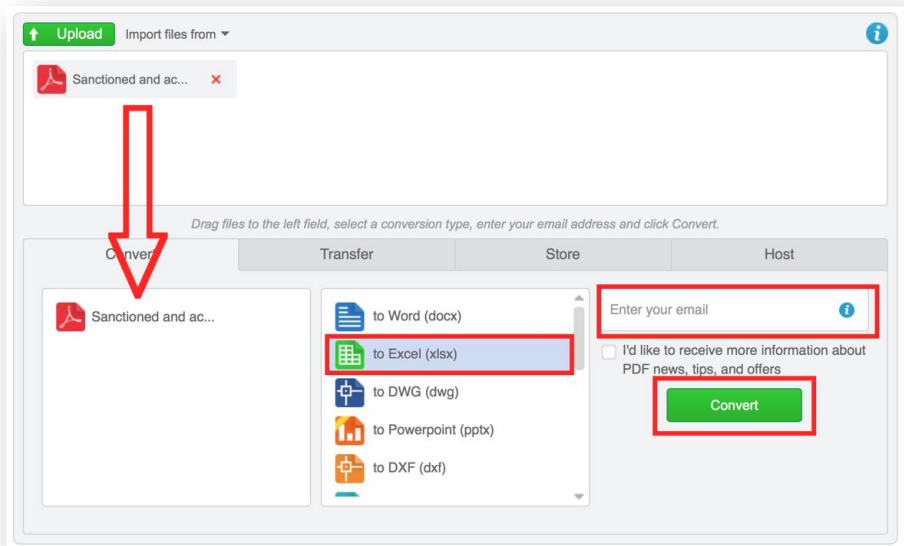 Upload
Import files from
Sanctioned and ac...
Drag files to the left field, select a conversion type, enter your email address and click Convert.
Convert
Transfer
Store
Host
Sanctioned and ac...
to Word (docx)
to Excel (xlsx)
to DWG (dwg)
to Powerpoint (pptx)
to DXF (dxf)
Enter your email
I'd like to receive more information about
PDF news, tips, and offers
Convert